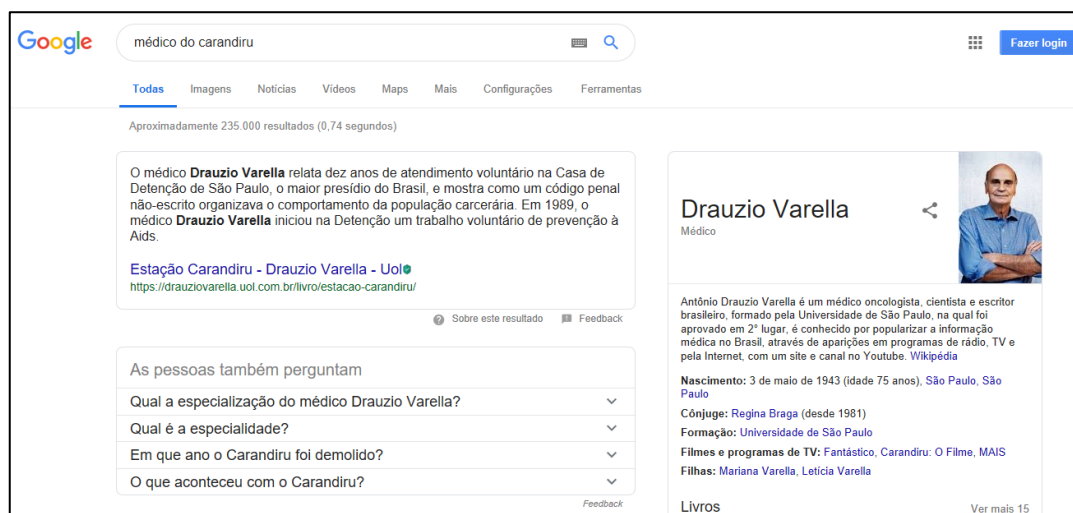 Google
médico do carandiru
Fazer login
Todas Imagens Notícias Vídeos Maps Mais Configurações Ferramentas
Aproximadamente 235.000 resultados (0,74 segundos)
O médico Drauzio Varella relata dez anos de atendimento voluntário na Casa de
Detenção de São Paulo, o maior presídio do Brasil, e mostra como um código penal
não-escrito organizava o comportamento da população carcerária. Em 1989, o
médico Drauzio Varella iniciou na Detenção um trabalho voluntário de prevenção à
Aids.
Estação Carandiru - Drauzio Varella - Uol
https://drauziovarella.uol.com.br/livro/estacao-carandiru/
Sobre este resultado Feedback
As pessoas também perguntam
Qual a especialização do médico Drauzio Varella?
Qual é a especialidade?
Em que ano o Carandiru foi demolido?
O que aconteceu com o Carandiru?
Feedback
Drauzio Varella
Médico
Antônio Drauzio Varella é um médico oncologista, cientista e escritor
brasileiro, formado pela Universidade de São Paulo, na qual foi
aprovado em 2° lugar, é conhecido por popularizar a informação
médica no Brasil, através de aparições em programas de rádio, TV e
pela Internet, com um site e canal no Youtube. Wikipédia
Nascimento: 3 de maio de 1943 (idade 75 anos), São Paulo, São
Paulo
Cônjuge: Regina Braga (desde 1981)
Formação: Universidade de São Paulo
Filmes e programas de TV: Fantástico, Carandiru: O Filme, MAIS
Filhas: Mariana Varella, Letícia Varella
Livros Ver mais 15